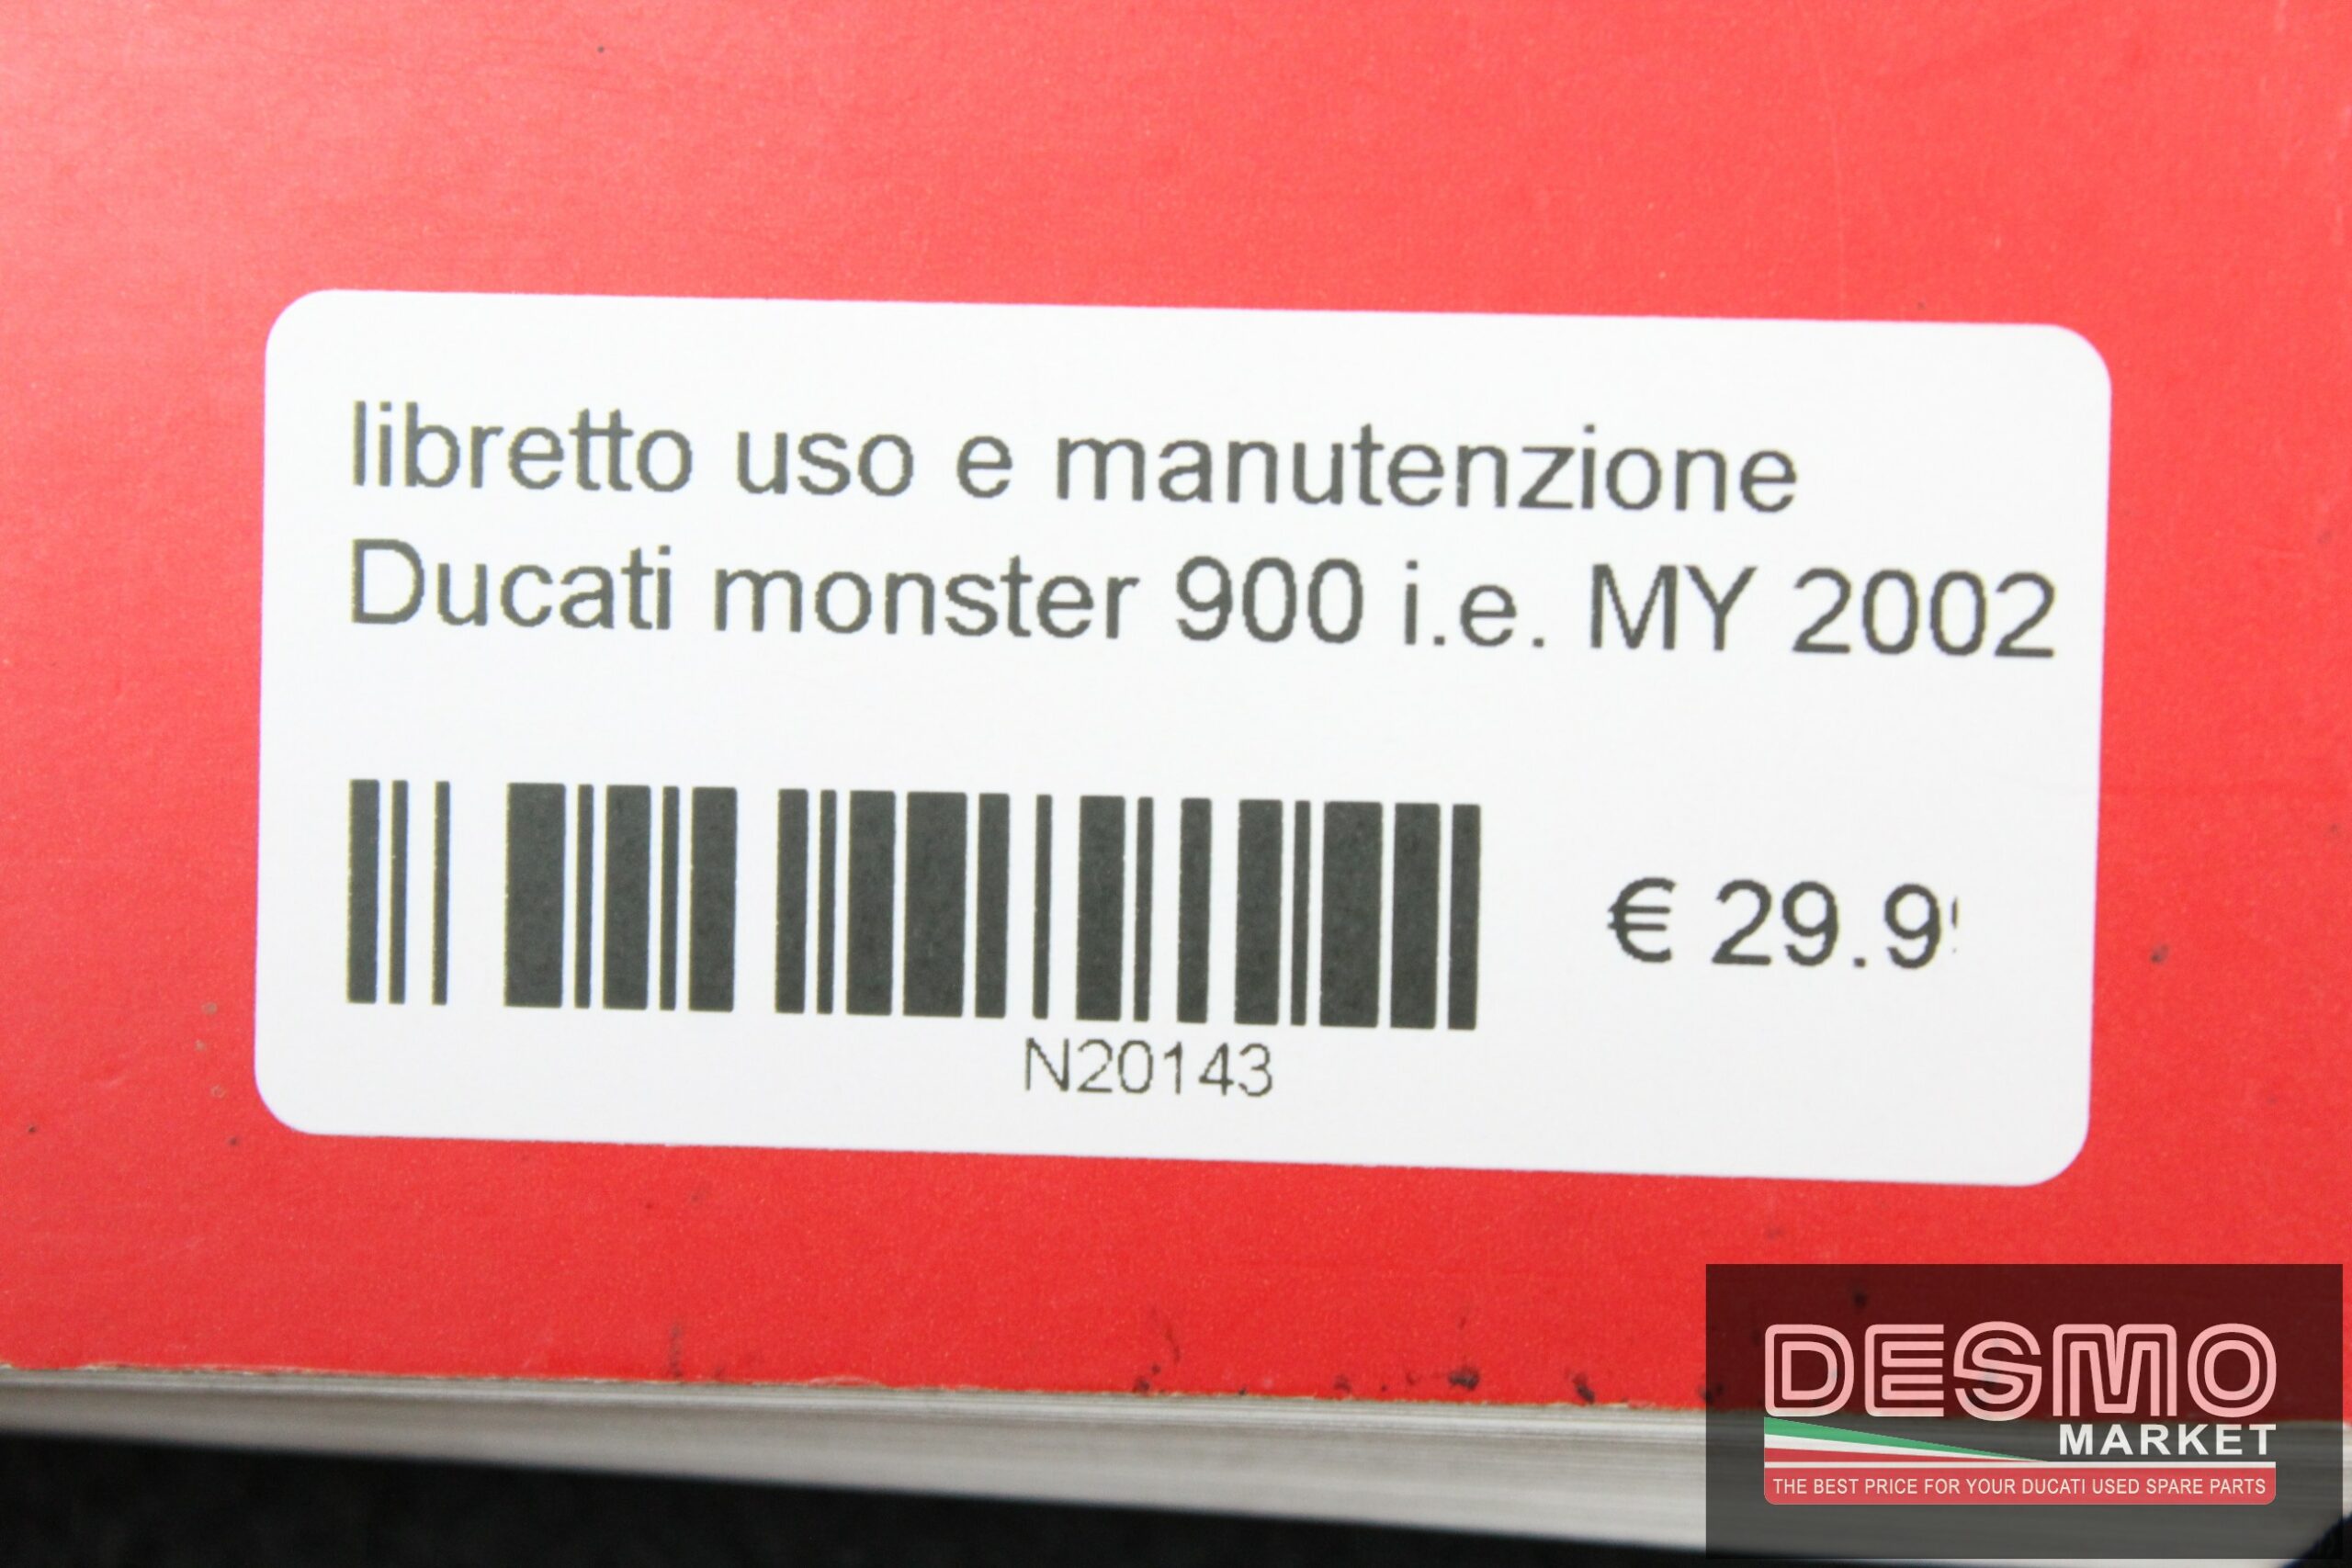 libretto uso e manutenzione
Ducati monster 900 i.e. MY 2002
€ 29.9
N20143
DESMO
MARKET
THE BEST PRICE FOR YOUR DUCATI USED SPARE PARTS